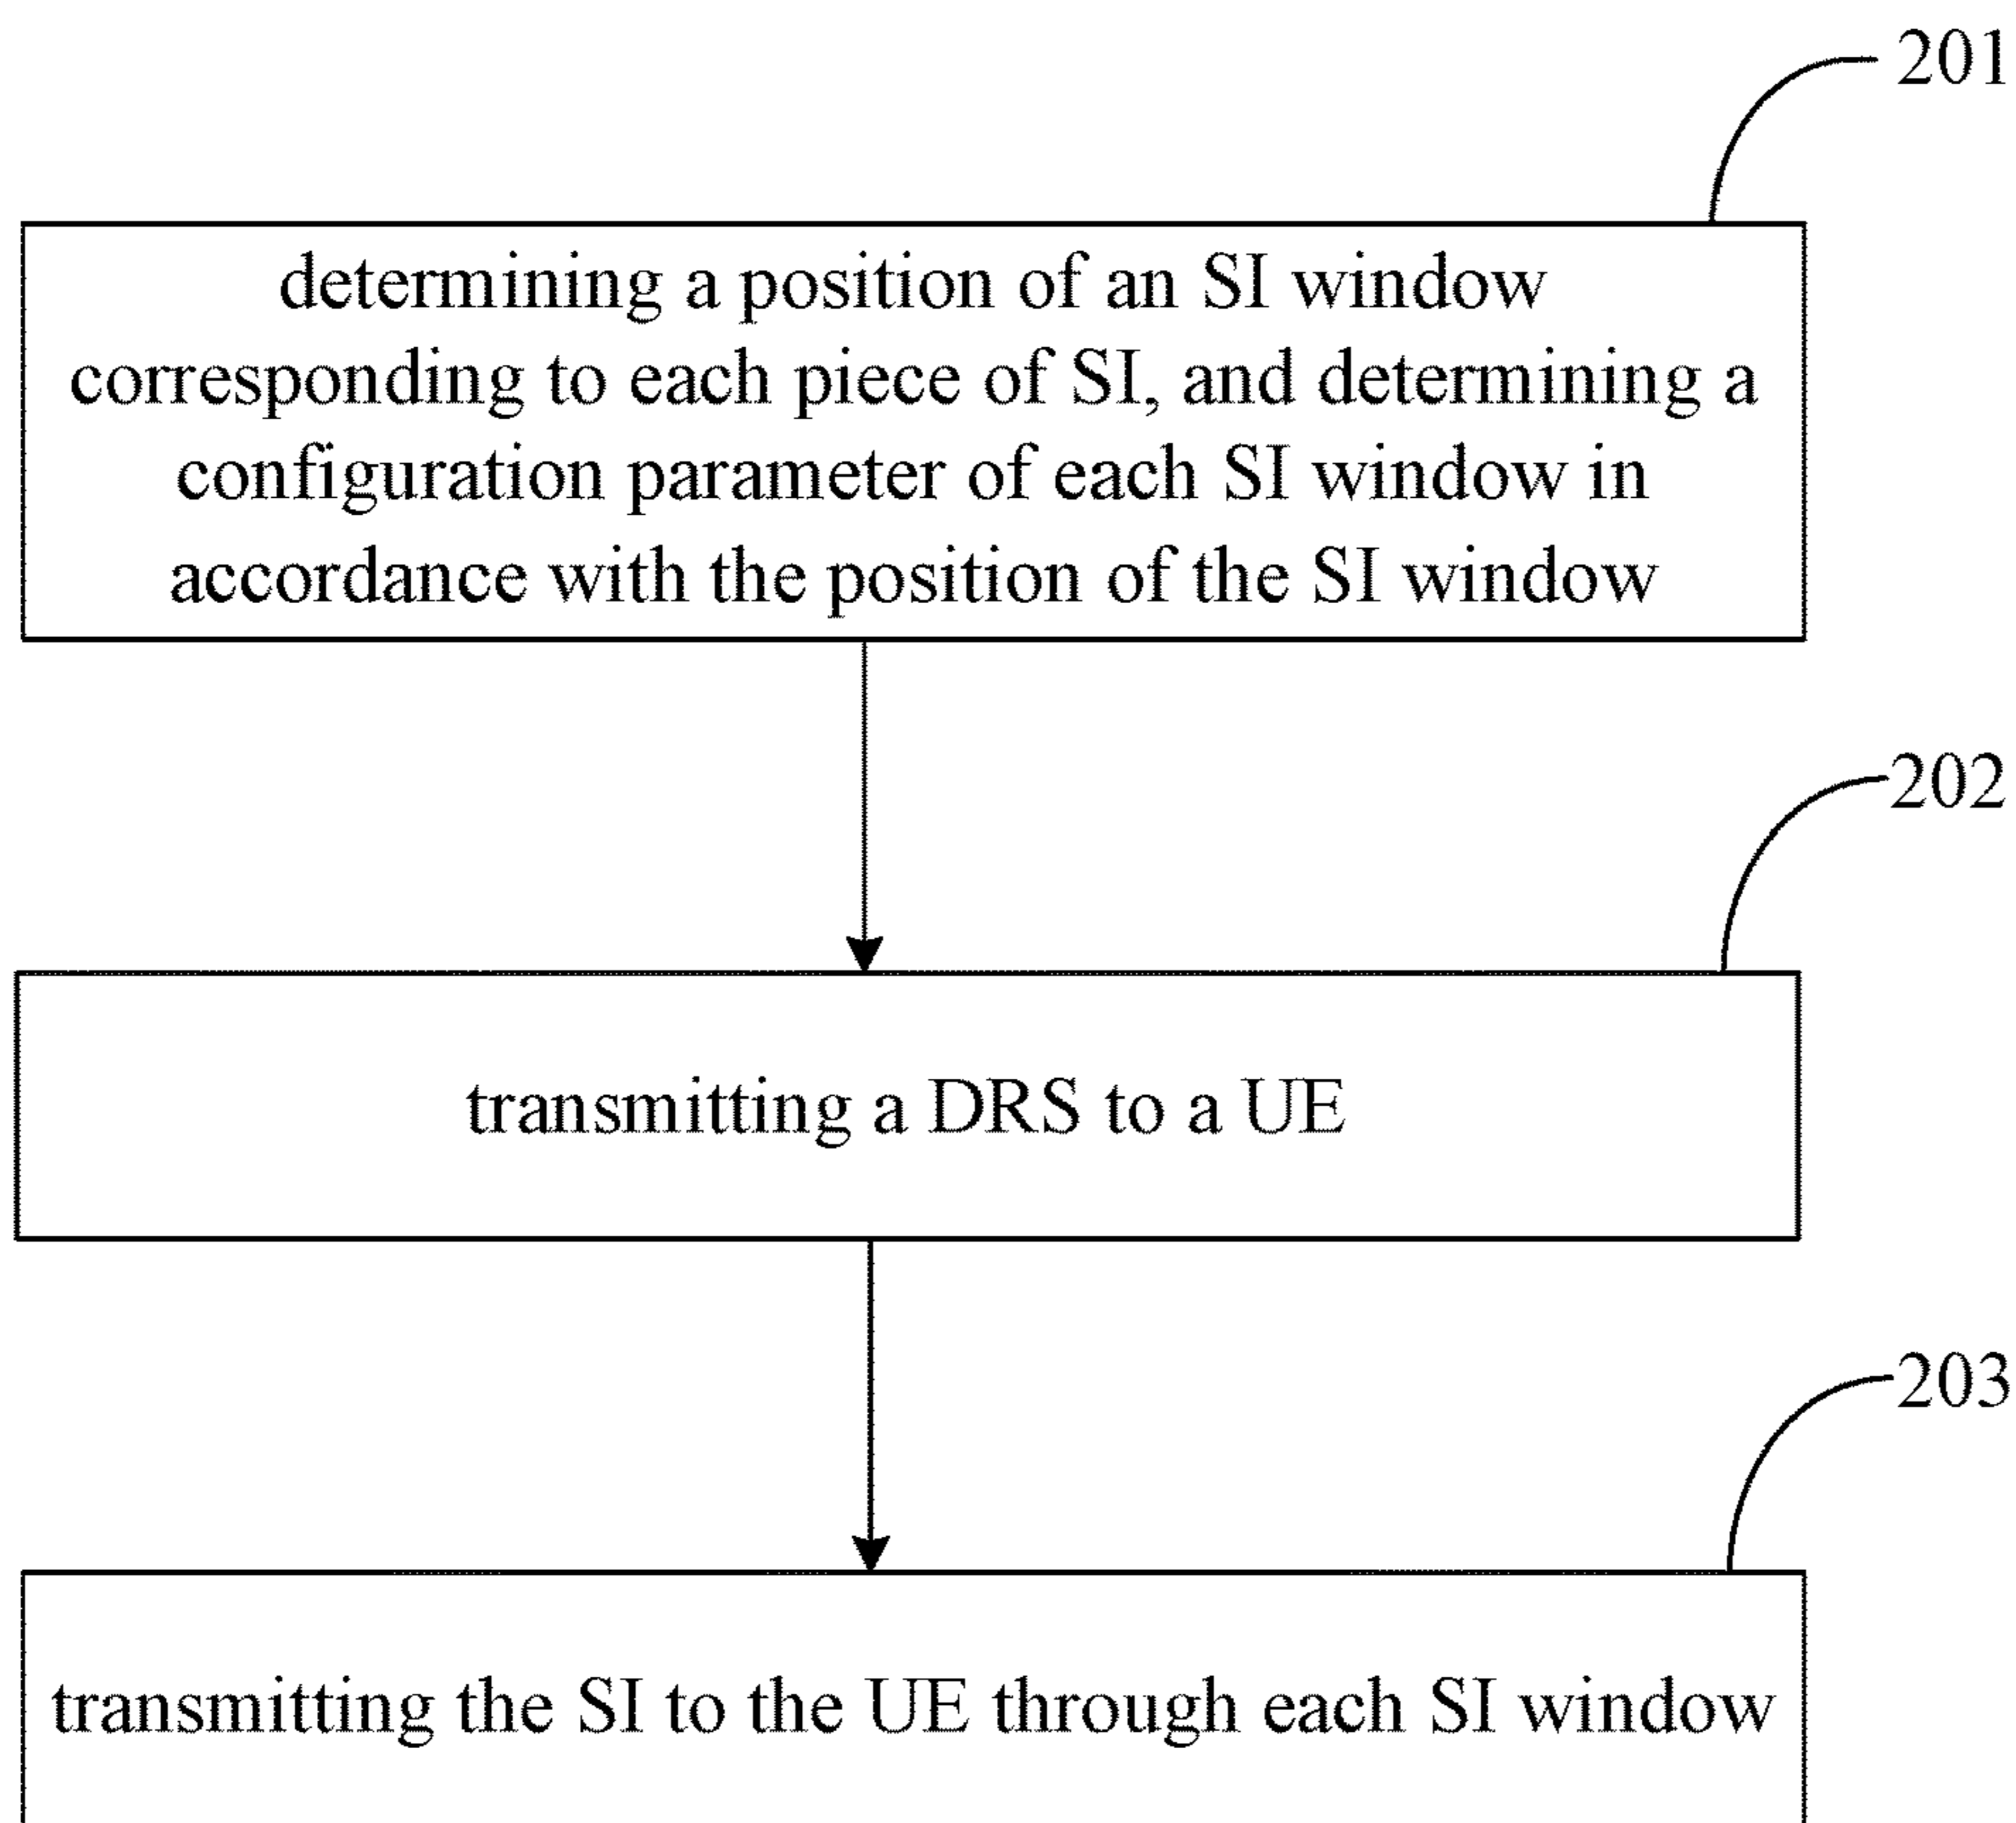 201
determining a position of an SI window
corresponding to each piece of SI, and determining a
configuration parameter of each SI window in
accordance with the position of the SI window
202
transmitting a DRS to a UE
203
transmitting the SI to the UE through each SI window